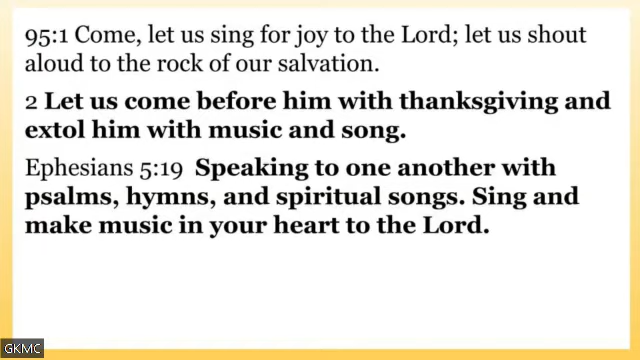 95:1 Come, let us sing for joy to the Lord; let us shout
aloud to the rock of our salvation.
2 Let us come before him with thanksgiving and
extol him with music and song.
Ephesians 5:19  Speaking to one another with
psalms, hymns, and spiritual songs. Sing and
make music in your heart to the Lord.
GKMC